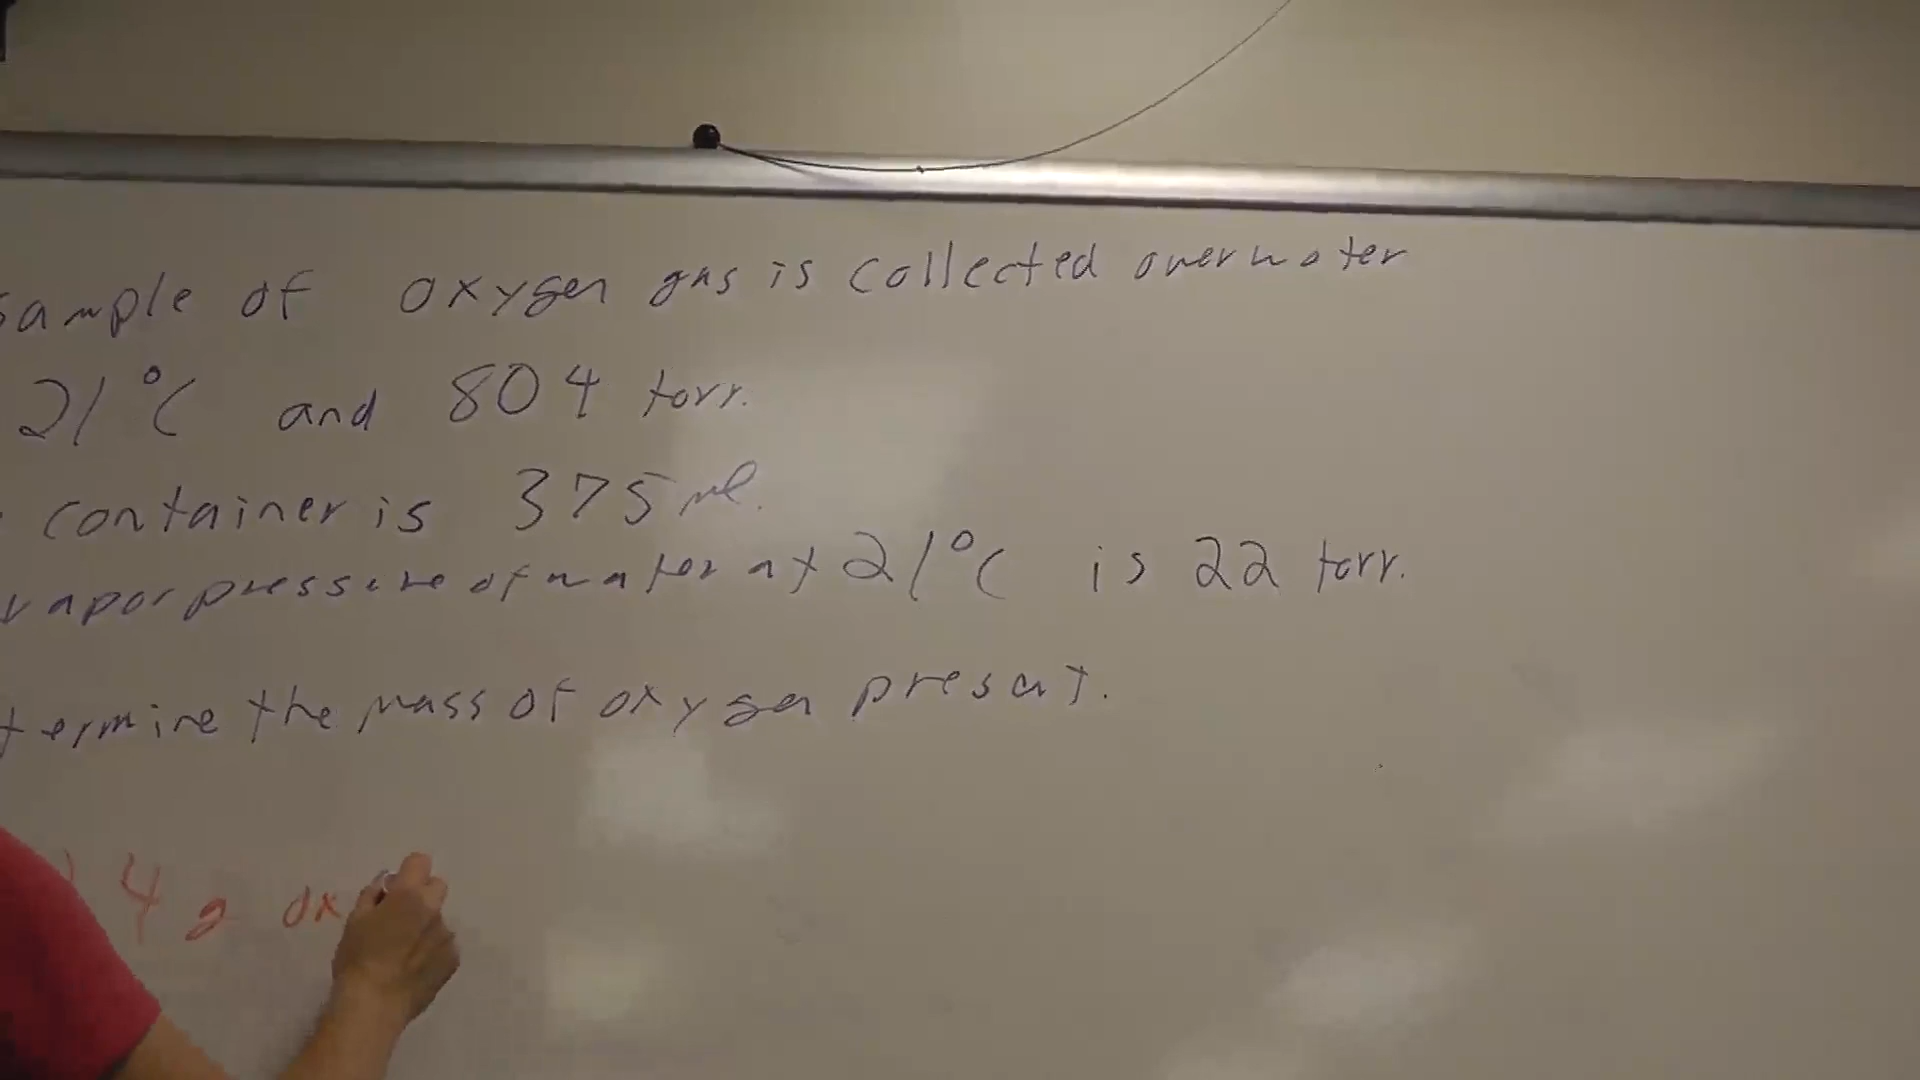 sample of oxygen gas is collected over water
21°C and 804 torr.
container is 375 ml.
vapor pressure of water at 21°C is 22 torr.
termine the mass of oxygen present.
4 g ox